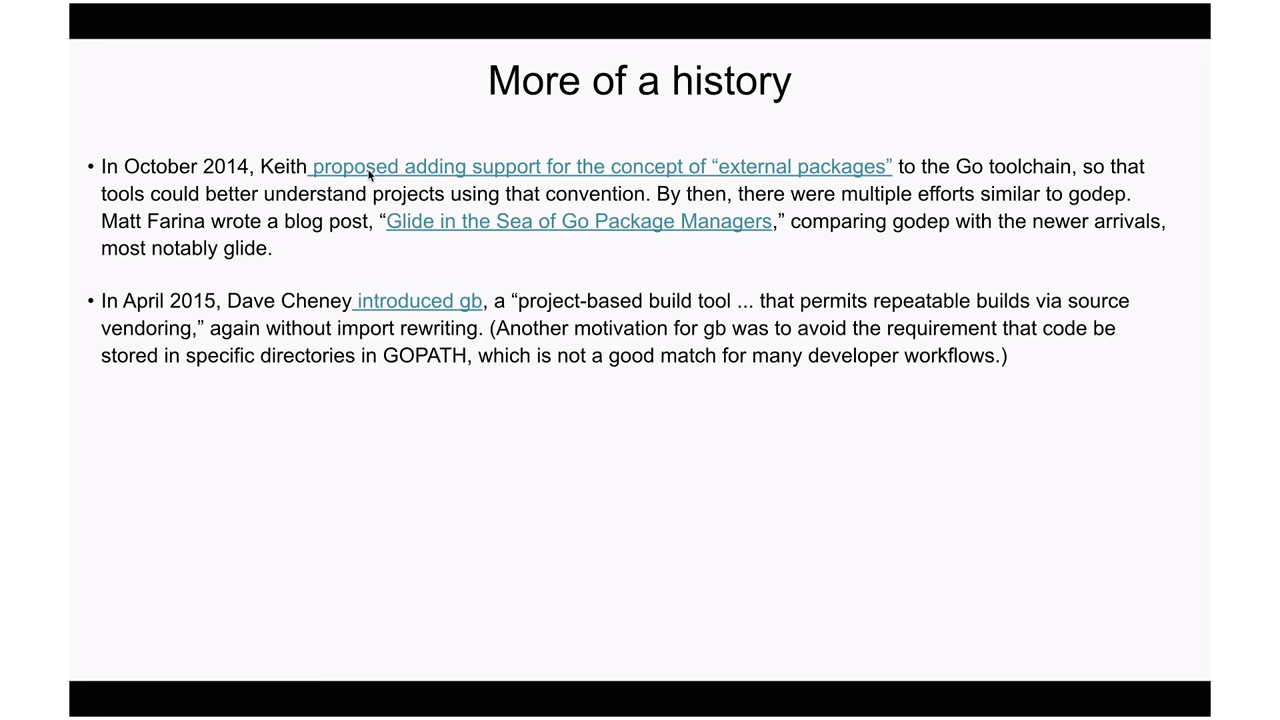 More of a history
• In October 2014, Keith proposed adding support for the concept of “external packages” to the Go toolchain, so that
tools could better understand projects using that convention. By then, there were multiple efforts similar to godep.
Matt Farina wrote a blog post, “Glide in the Sea of Go Package Managers,” comparing godep with the newer arrivals,
most notably glide.
• In April 2015, Dave Cheney introduced gb, a “project-based build tool ... that permits repeatable builds via source
vendoring,” again without import rewriting. (Another motivation for gb was to avoid the requirement that code be
stored in specific directories in GOPATH, which is not a good match for many developer workflows.)